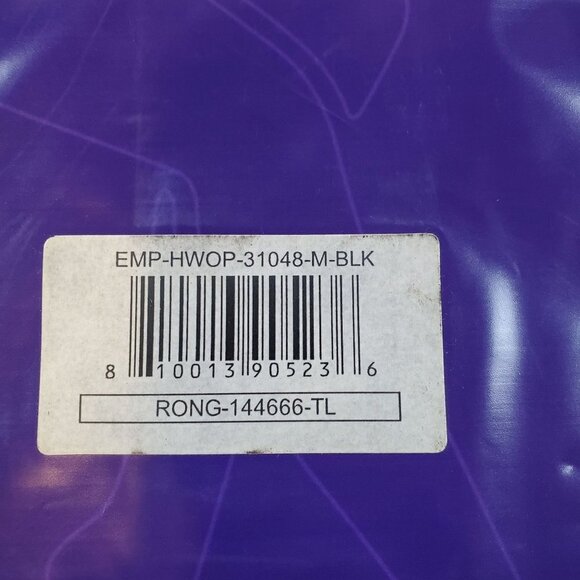 EMP-HWOP-31048-M-BLK
8 10013 90523 6
RONG-144666-TL